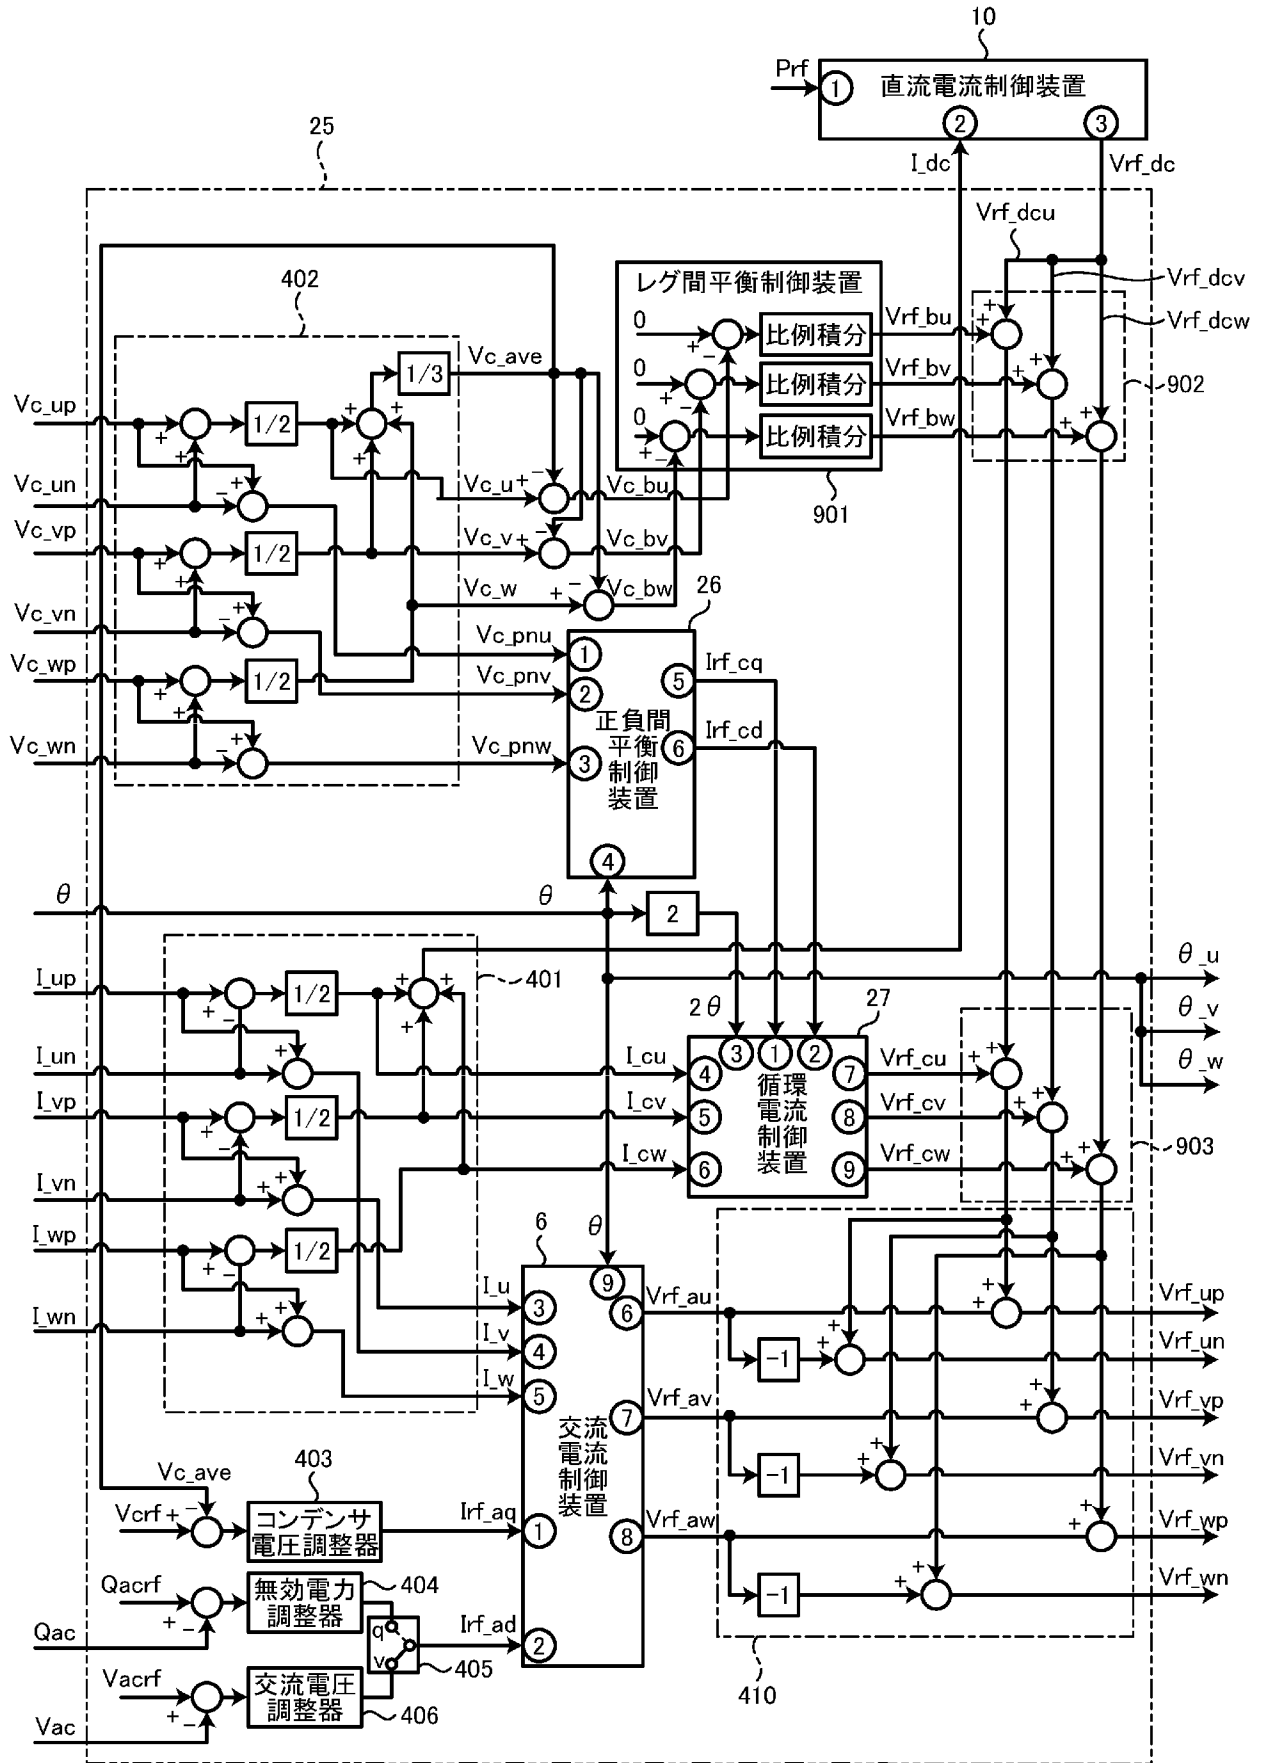 10
Prf
① 直流電流制御装置
② ③
I_dc Vrf_dc
25
Vrf_dcu
Vrf_dcv
Vrf_dcw
902
レグ間平衡制御装置
0 + - 比例積分 Vrf_bu + +
0 + - 比例積分 Vrf_bv + +
0 + - 比例積分 Vrf_bw + +
901
402
1/3 Vc_ave
Vc_up + + 1/2 + + +
Vc_un + - Vc_u + - Vc_bu
Vc_vp + + 1/2 Vc_v + - Vc_bv
Vc_vn + - Vc_w + - Vc_bw
26
Vc_wp + + 1/2
Vc_wn + -
Vc_pnu ① ⑤ Irf_cq
Vc_pnv ② ⑥ Irf_cd
Vc_pnw ③
正負間
平衡
制御
装置
④
θ θ 2
401
I_up + - 1/2 + + +
I_un + +
I_vp + - 1/2
I_vn + +
I_wp + - 1/2
I_wn + +
θ_u
θ_v
θ_w
2θ 27
③ ① ②
I_cu ④ ⑦ Vrf_cu + +
I_cv ⑤ ⑧ Vrf_cv + +
I_cw ⑥ ⑨ Vrf_cw + +
循環
電流
制御
装置
903
6 θ
⑨
I_u ③ ⑥ Vrf_au
I_v ④
I_w ⑤ ⑦ Vrf_av
交流
電流
制御
装置
Irf_aq ① ⑧ Vrf_aw
Irf_ad ②
+ + Vrf_up
-1 + + Vrf_un
+ + Vrf_vp
-1 + + Vrf_vn
+ + Vrf_wp
-1 + + Vrf_wn
410
Vc_ave 403
Vcrf + -
コンデンサ
電圧調整器
Qacrf + -
無効電力
調整器
404
Qac
q
v
405
Vacrf + -
交流電圧
調整器
406
Vac